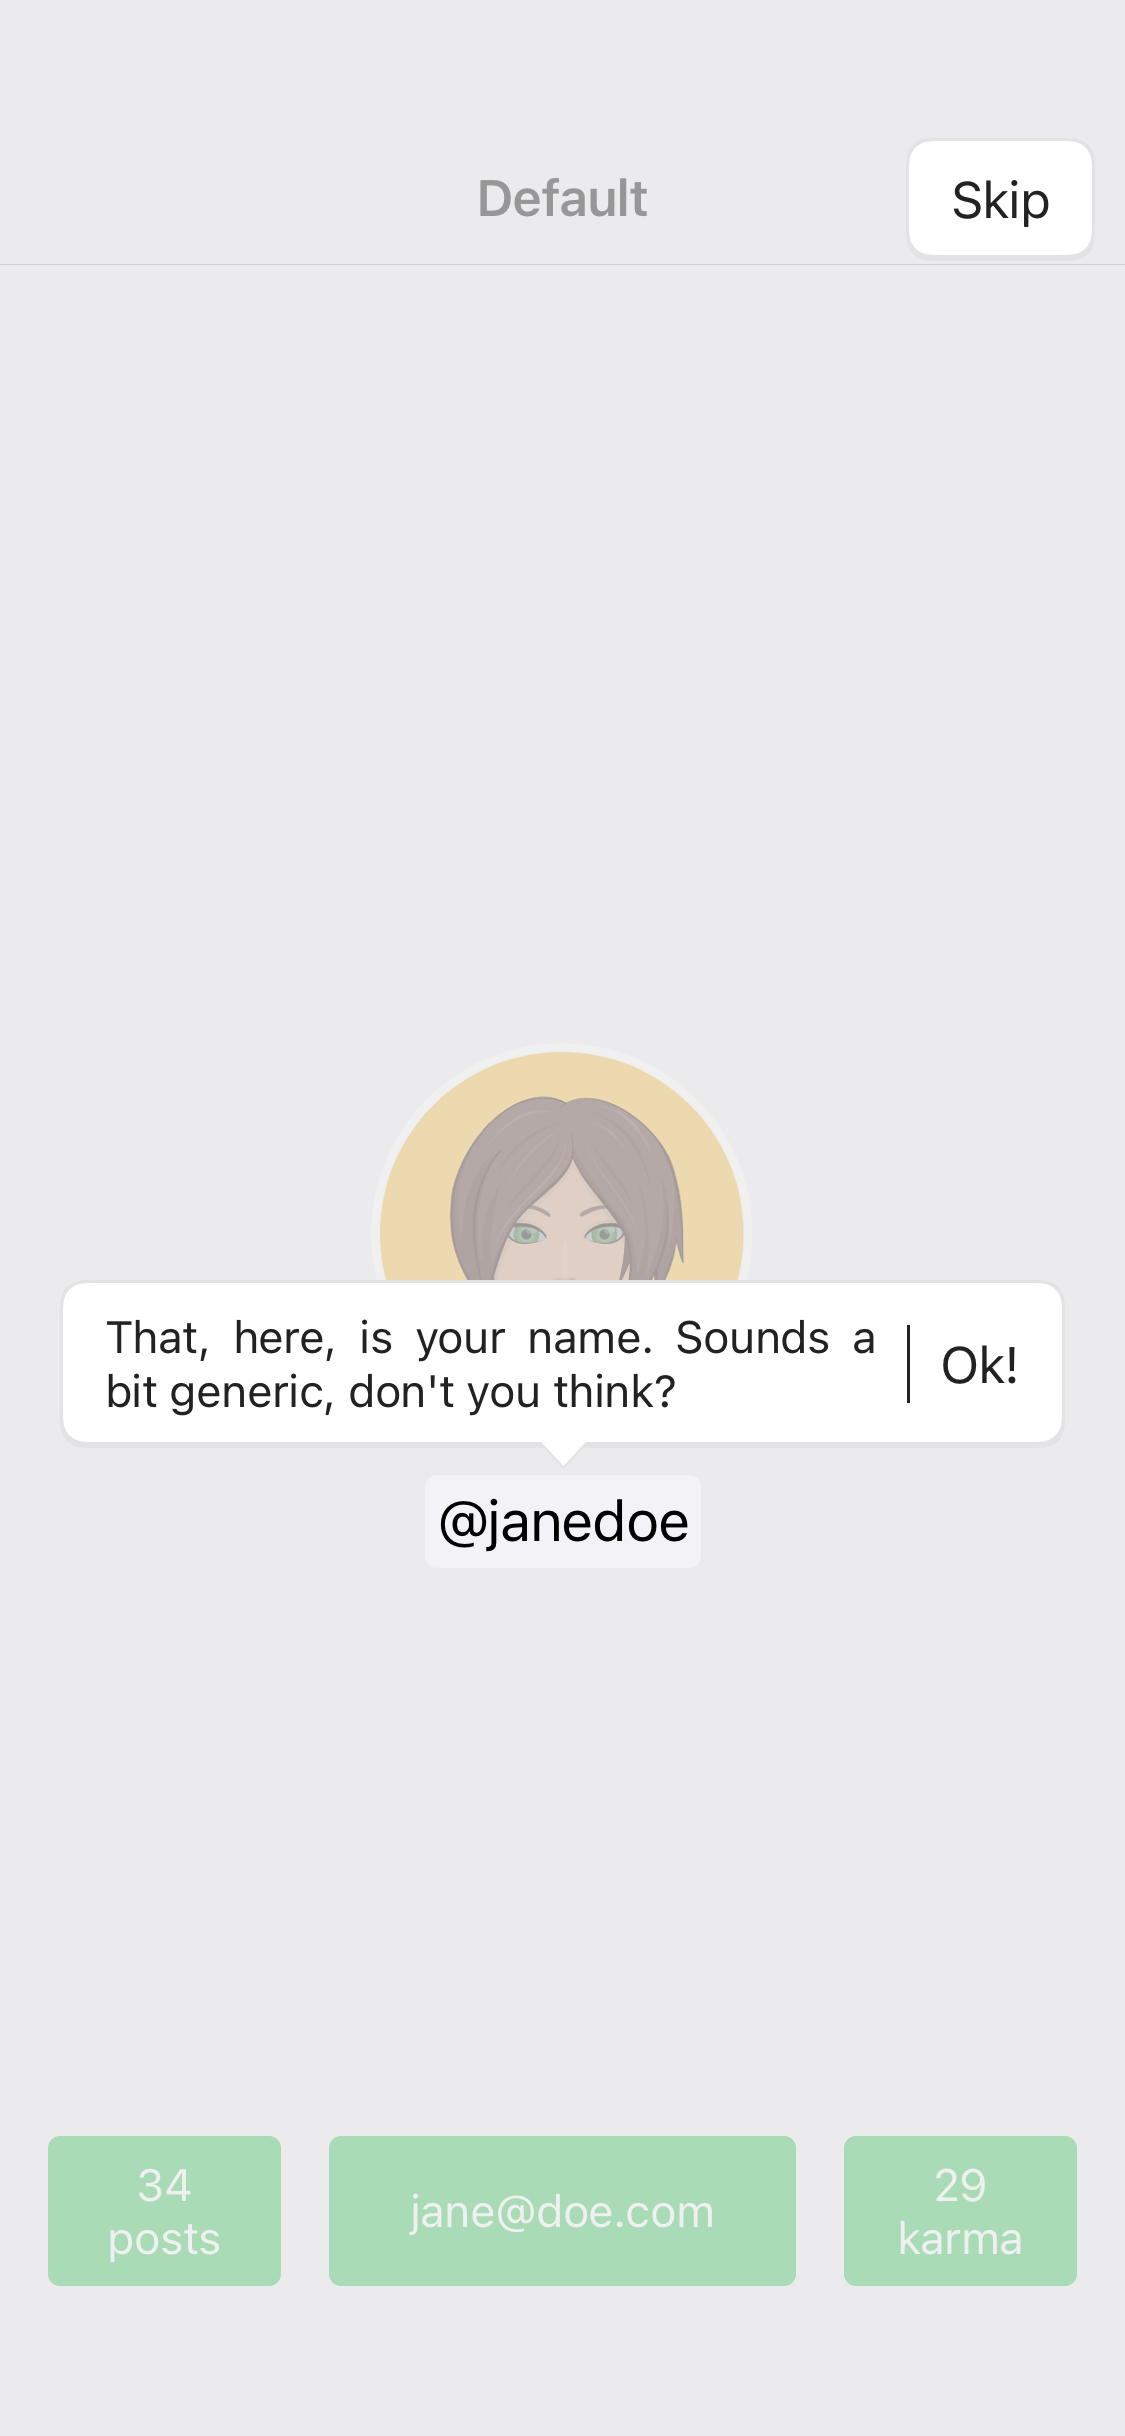 Default
Skip
That, here, is your name. Sounds a
bit generic, don't you think?
Ok!
@janedoe
34
posts
jane@doe.com
29
karma